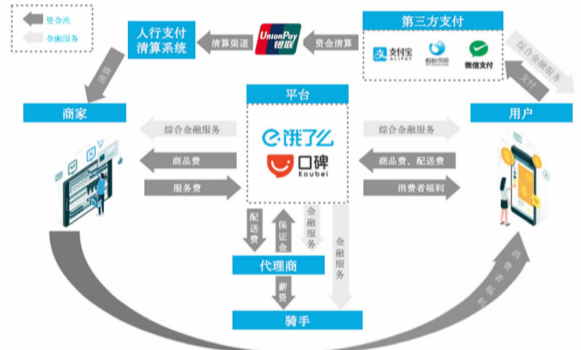 资金流
金融服务
人行支付
清算系统
清算渠道
UnionPay
银联
资金清算
第三方支付
支付宝
ALIPAY
微信支付
综合金融服务
支付
清算
商家
平台
用户
饿了么
口碑
Koubei
综合金融服务
综合金融服务
商品费
商品费、配送费
服务费
消费者福利
配送费
保证金
金融服务
金融服务
代理商
薪资
骑手